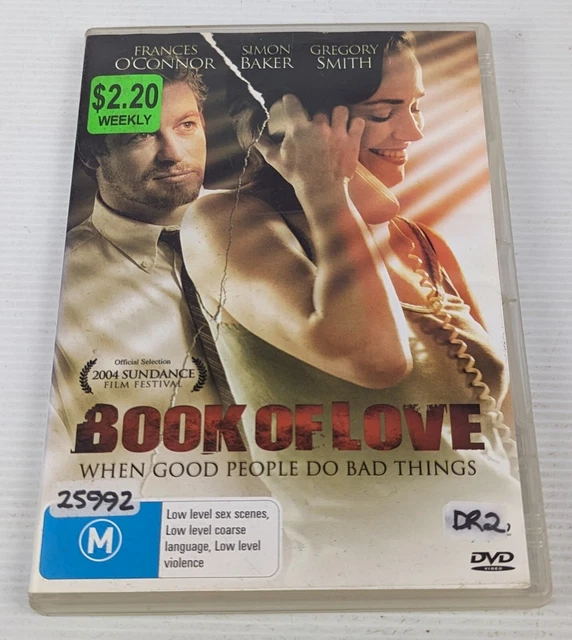 FRANCES O'CONNOR
SIMON BAKER
GREGORY SMITH
$2.20
WEEKLY
Official Selection
2004 SUNDANCE
FILM FESTIVAL
BOOK OF LOVE
WHEN GOOD PEOPLE DO BAD THINGS
25992
M
Low level sex scenes,
Low level coarse
language, Low level
violence
DR2,
DVD
VIDEO